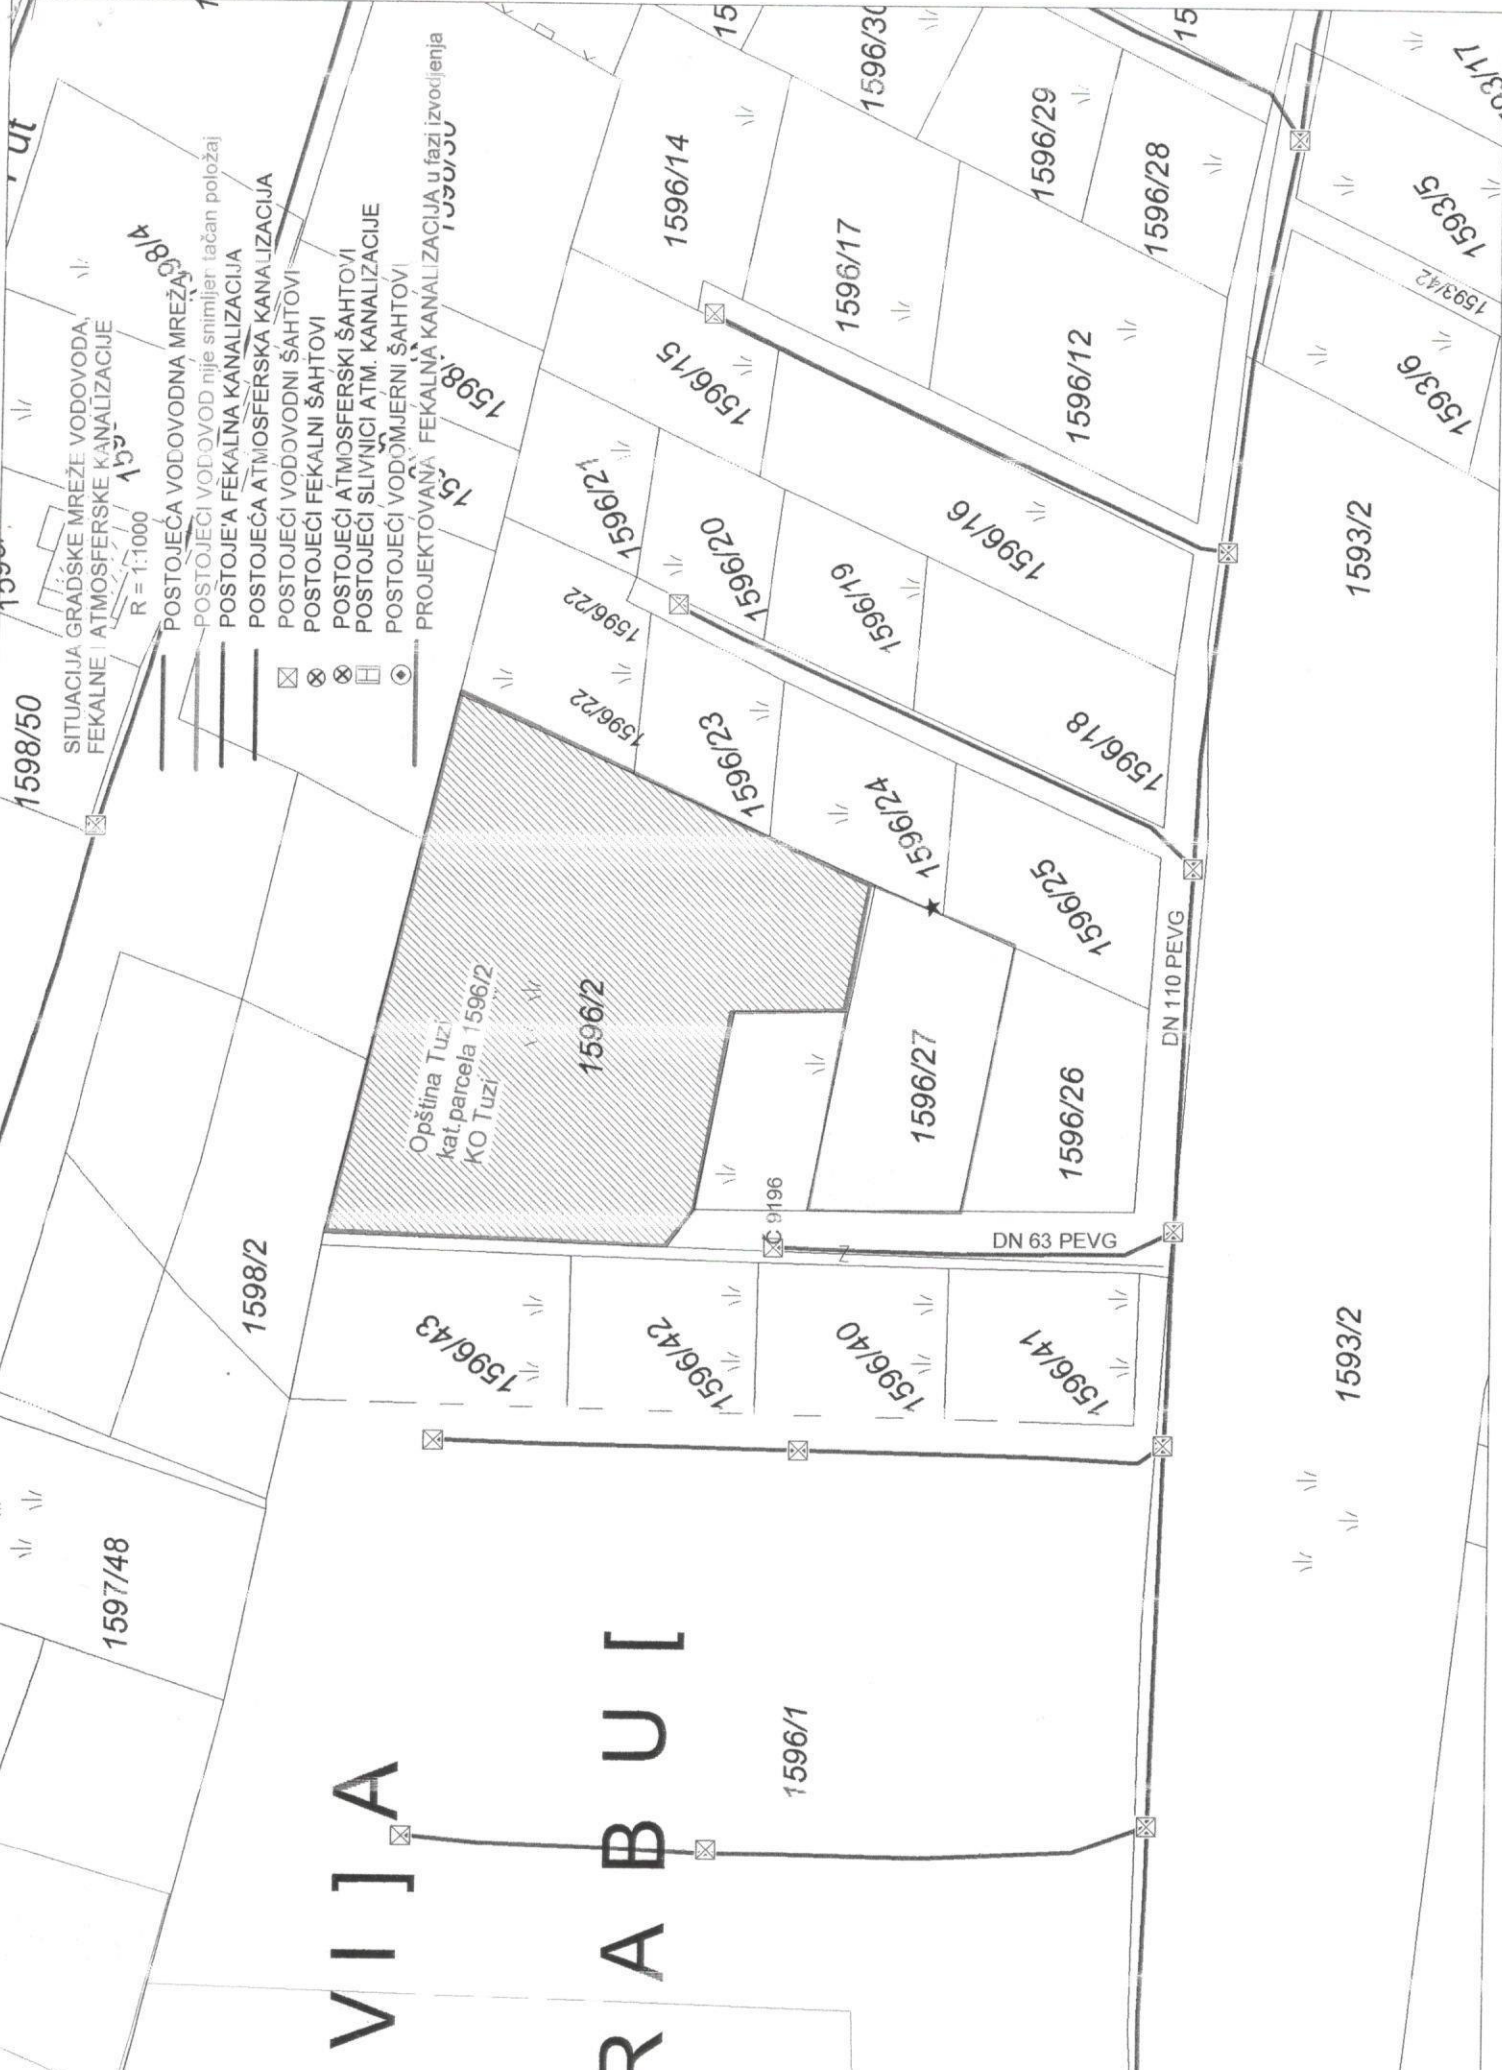 SITUACIJA GRADSKE MREŽE VODOVODA,
FEKALNE I ATMOSFERSKE KANALIZACIJE
R = 1:1000
POSTOJEĆA VODOVODNA MREŽA
POSTOJEĆI VODOVOD nije snimljen tačan položaj
POSTOJE'A FEKALNA KANALIZACIJA
POSTOJEĆA ATMOSFERSKA KANALIZACIJA
POSTOJEĆI VODOVODNI ŠAHTOVI
POSTOJEĆI FEKALNI ŠAHTOVI
POSTOJEĆI ATMOSFERSKI ŠAHTOVI
POSTOJEĆI SLIVNICI ATM. KANALIZACIJE
POSTOJEĆI VODOMJERNI ŠAHTOVI
PROJEKTOVANA FEKALNA KANALIZACIJA u fazi izvodjenja
1598/50
98/4
1598/2
1597/48
Opština Tuzi
kat.parcela 1596/2
KO Tuzi
1596/2
1596/14
1596/15
1596/17
1596/30
1596/29
1596/28
1596/12
1596/16
1596/21
1596/20
1596/19
1596/18
1596/22
1596/22
1596/23
1596/24
1596/25
1596/27
1596/26
C 9196
Z
DN 63 PEVG
DN 110 PEVG
1596/43
1596/42
1596/40
1596/41
1596/1
1593/2
1593/2
1593/5
1593/42
1593/6
V I ] A
R A B U [